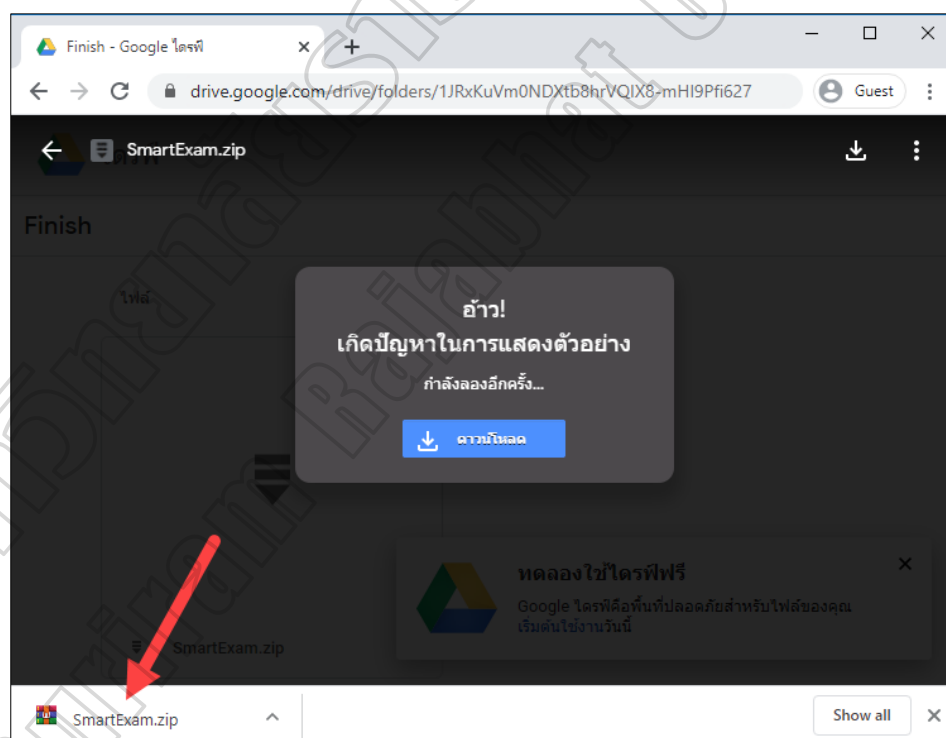 Finish - Google ไดรฟ์
drive.google.com/drive/folders/1JRxKuVm0NDXtb8hrVQIX8-mHI9Pfi627
Guest
SmartExam.zip
ไดรฟ์
Finish
ไฟล์
อ้าว!
เกิดปัญหาในการแสดงตัวอย่าง
กำลังลองอีกครั้ง...
ดาวน์โหลด
ทดลองใช้ไดรฟ์ฟรี
Google ไดรฟ์คือพื้นที่ปลอดภัยสำหรับไฟล์ของคุณ
เริ่มต้นใช้งานวันนี้
SmartExam.zip
SmartExam.zip
Show all